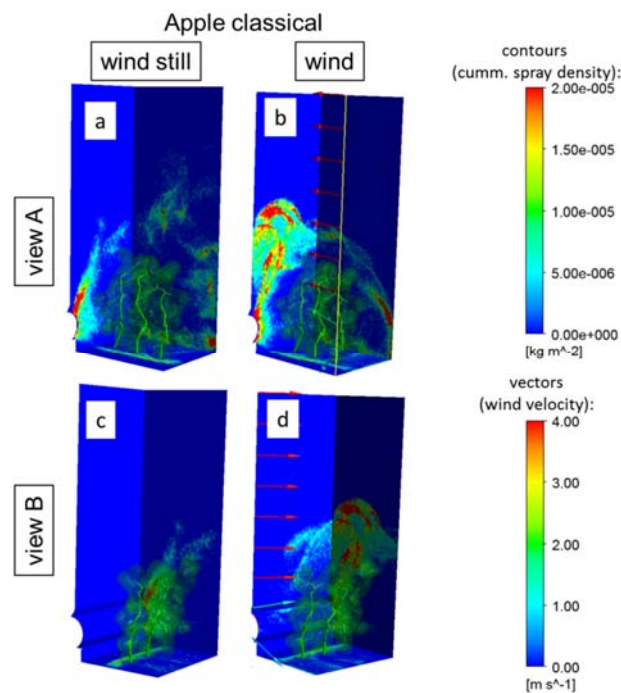 Apple classical
wind still
wind
contours
(cumm. spray density):
a
b
2.00e-005
1.50e-005
1.00e-005
5.00e-006
0.00e+000
[kg m^-2]
view A
vectors
(wind velocity):
c
d
4.00
3.00
2.00
1.00
0.00
[m s^-1]
view B